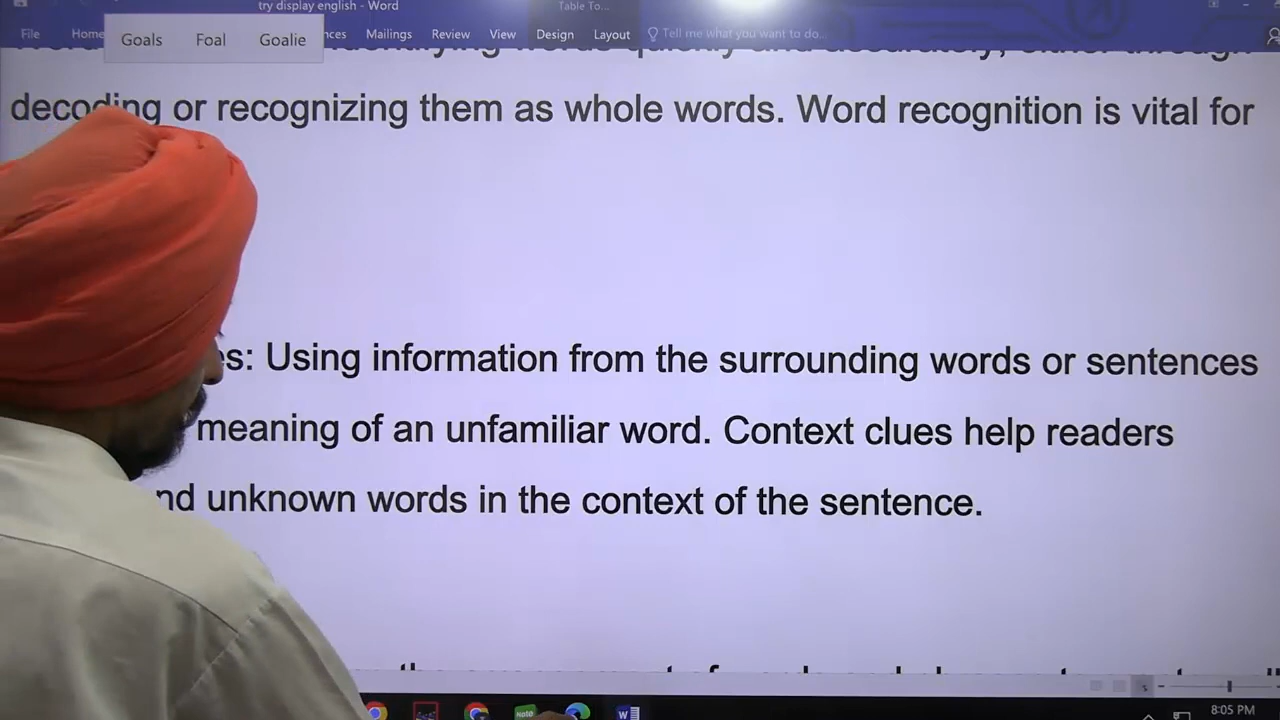 try display english - Word
Table To...
File Home Mailings Review View Design Layout Tell me what you want to do...
Goals Foal Goalie
decoding or recognizing them as whole words. Word recognition is vital for
es: Using information from the surrounding words or sentences
meaning of an unfamiliar word. Context clues help readers
nd unknown words in the context of the sentence.
Note
8:05 PM